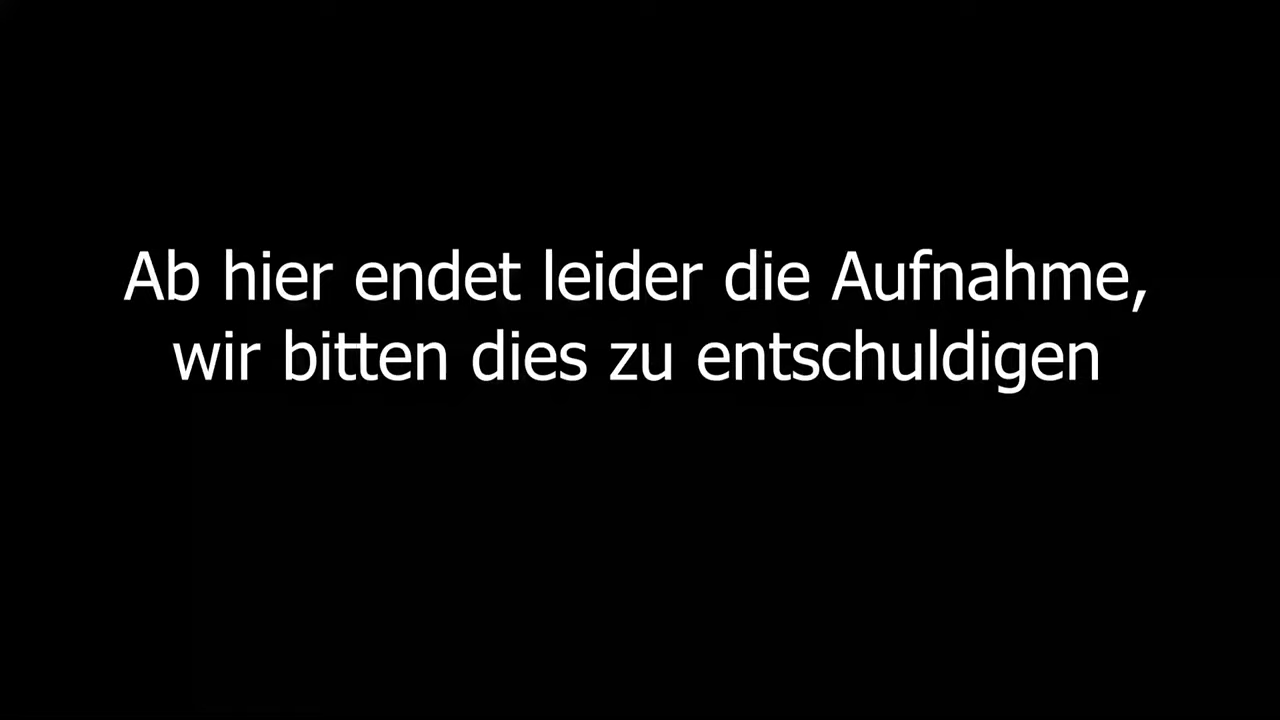 Ab hier endet leider die Aufnahme,
wir bitten dies zu entschuldigen